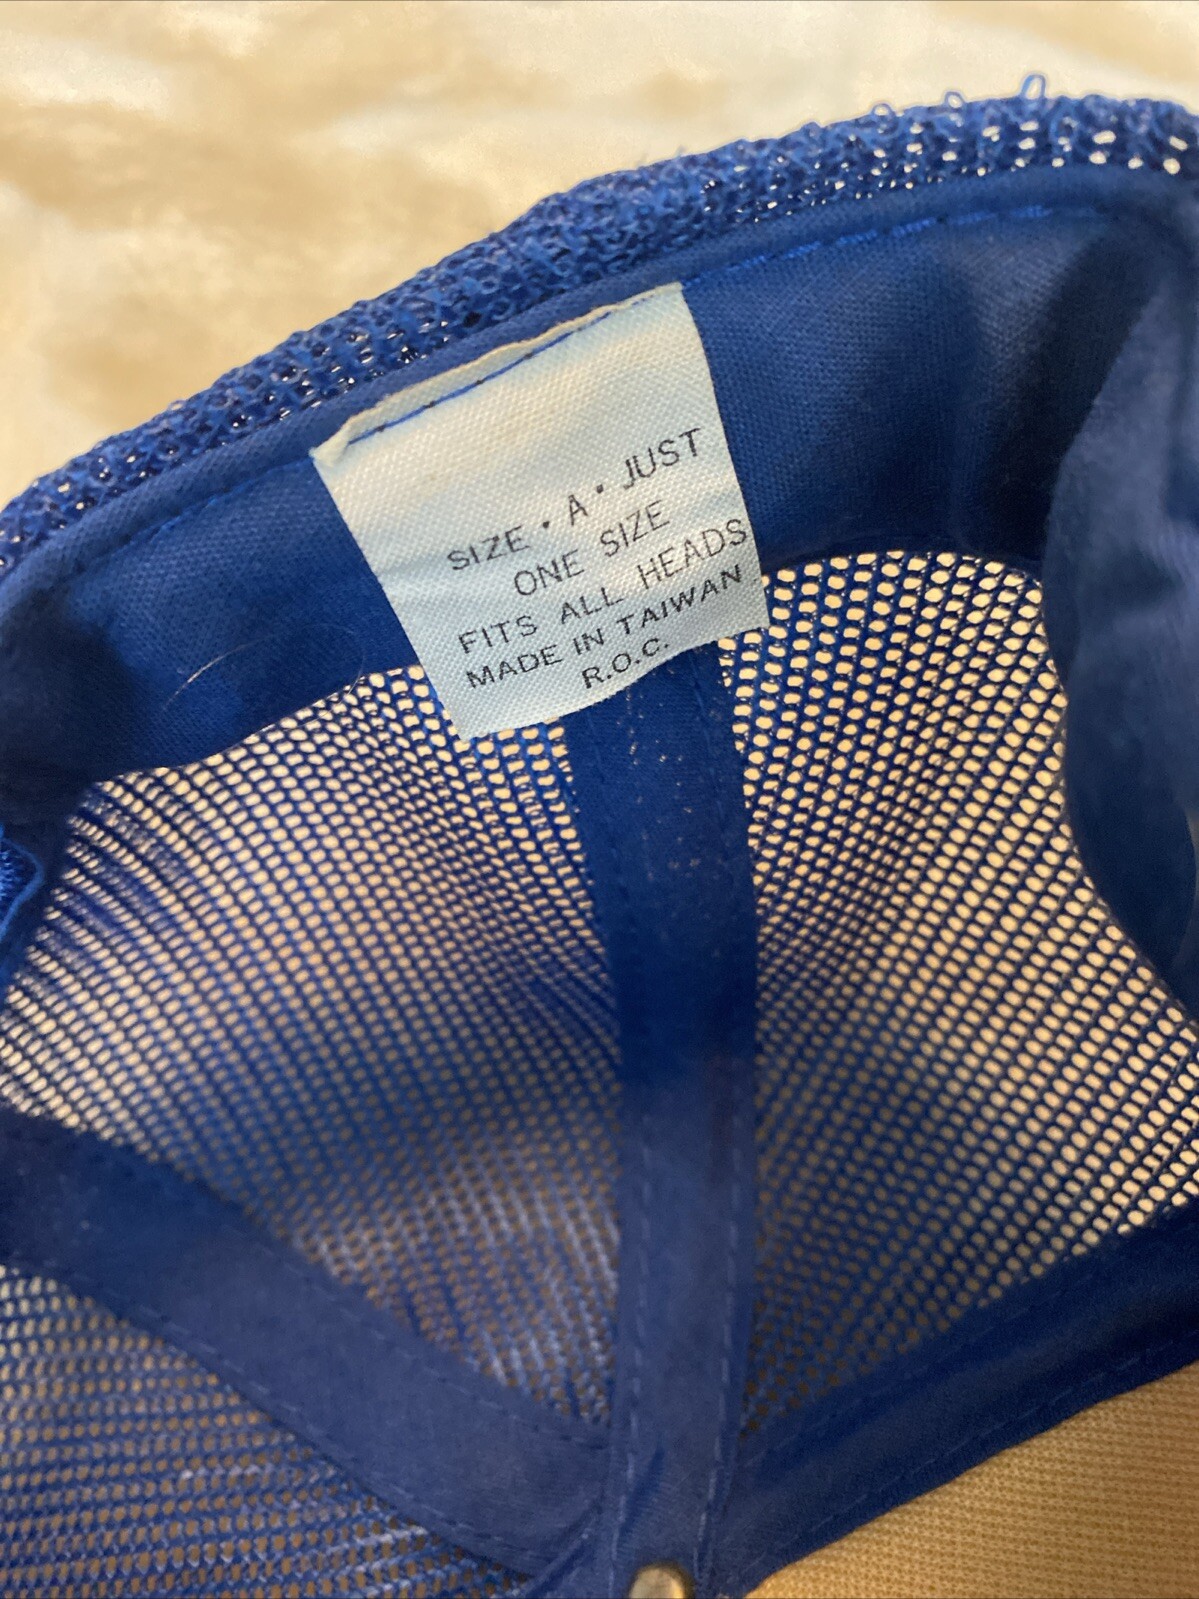 SIZE • A • JUST
ONE SIZE
FITS ALL HEADS
MADE IN TAIWAN
R.O.C.